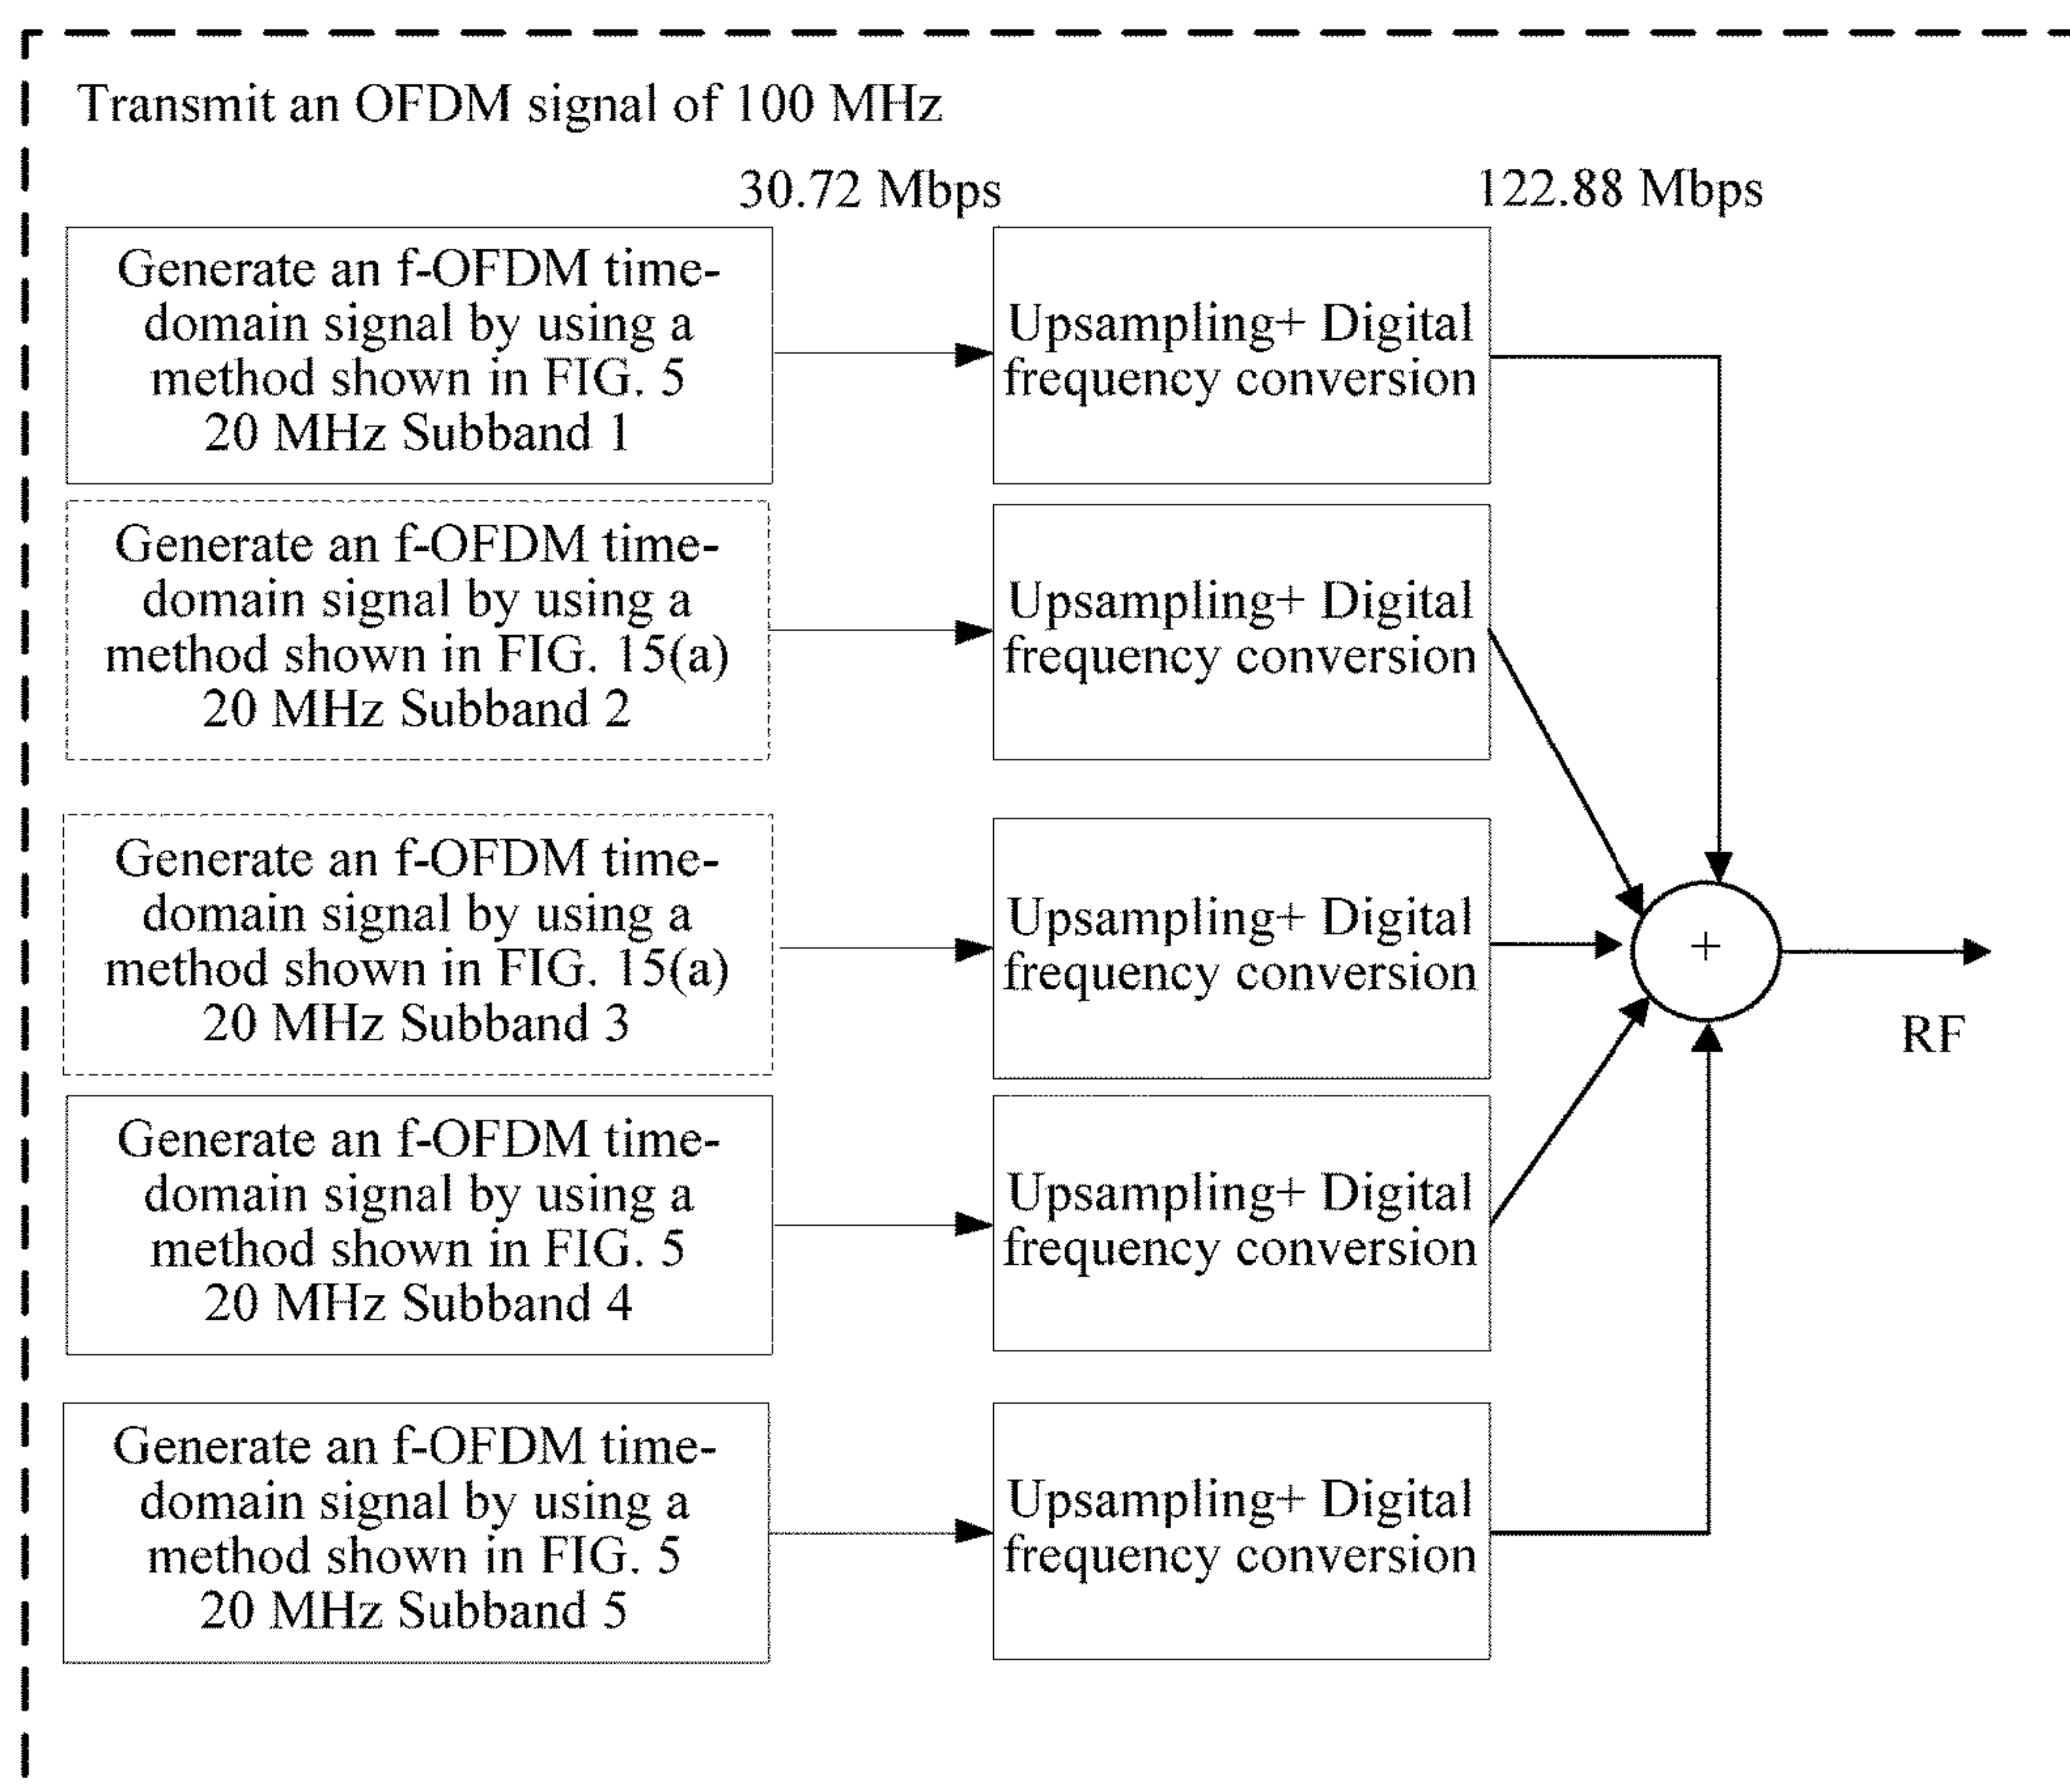 Transmit an OFDM signal of 100 MHz
30.72 Mbps
122.88 Mbps
Generate an f-OFDM time-
domain signal by using a
method shown in FIG. 5
20 MHz Subband 1
Upsampling+ Digital
frequency conversion
Generate an f-OFDM time-
domain signal by using a
method shown in FIG. 15(a)
20 MHz Subband 2
Upsampling+ Digital
frequency conversion
Generate an f-OFDM time-
domain signal by using a
method shown in FIG. 15(a)
20 MHz Subband 3
Upsampling+ Digital
frequency conversion
+
RF
Generate an f-OFDM time-
domain signal by using a
method shown in FIG. 5
20 MHz Subband 4
Upsampling+ Digital
frequency conversion
Generate an f-OFDM time-
domain signal by using a
method shown in FIG. 5
20 MHz Subband 5
Upsampling+ Digital
frequency conversion